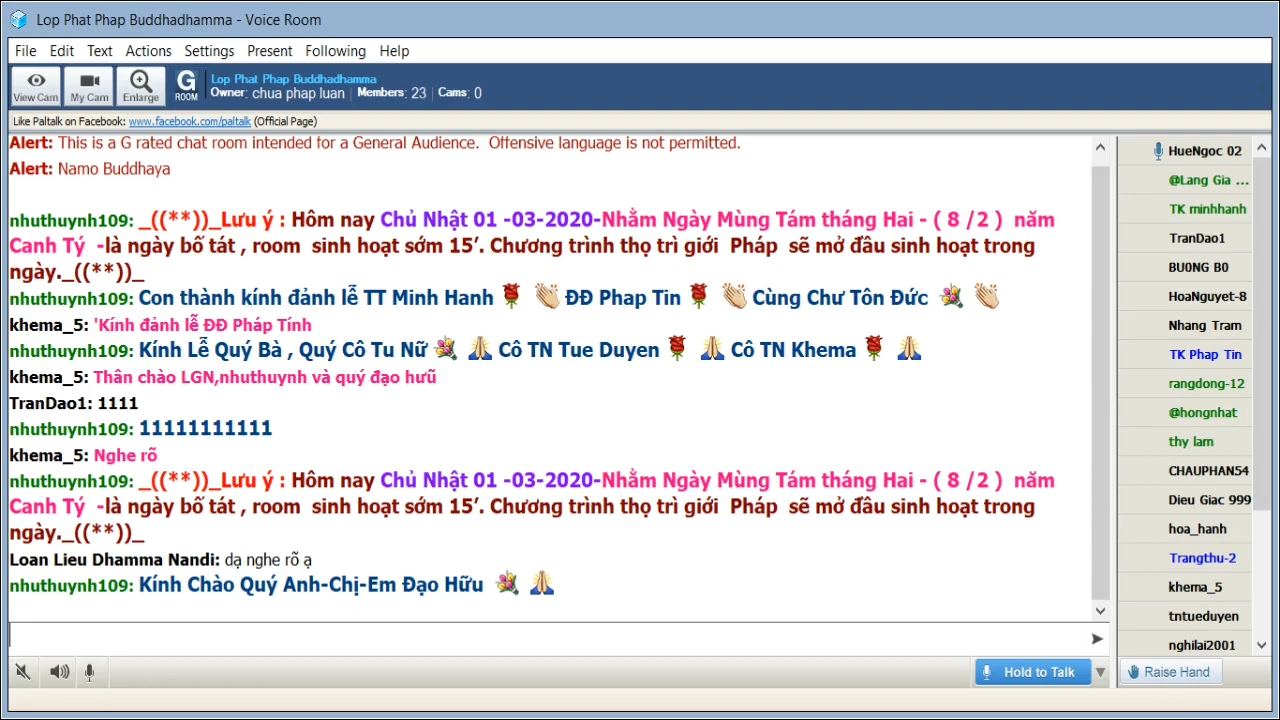 Lop Phat Phap Buddhadhamma - Voice Room
File Edit Text Actions Settings Present Following Help
View Cam My Cam Enlarge G ROOM
Lop Phat Phap Buddhadhamma
Owner: chua phap luan Members: 23 Cams: 0
Like Paltalk on Facebook: www.facebook.com/paltalk (Official Page)
Alert: This is a G rated chat room intended for a General Audience. Offensive language is not permitted.
Alert: Namo Buddhaya
nhuthuynh109: _((**))_Lưu ý : Hôm nay Chủ Nhật 01 -03-2020-Nhằm Ngày Mùng Tám tháng Hai - ( 8 /2 ) năm
Canh Tý -là ngày bố tát , room sinh hoạt sớm 15’. Chương trình thọ trì giới Pháp sẽ mở đầu sinh hoạt trong
ngày._((**))_
nhuthuynh109: Con thành kính đảnh lễ TT Minh Hanh 🌹 👏 ĐĐ Phap Tin 🌹 👏 Cùng Chư Tôn Đức 💐 👏
khema_5: 'Kính đảnh lễ ĐĐ Pháp Tính
nhuthuynh109: Kính Lễ Quý Bà , Quý Cô Tu Nữ 💐 🙏 Cô TN Tue Duyen 🌹 🙏 Cô TN Khema 🌹 🙏
khema_5: Thân chào LGN,nhuthuynh và quý đạo hưũ
TranDao1: 1111
nhuthuynh109: 11111111111
khema_5: Nghe rõ
nhuthuynh109: _((**))_Lưu ý : Hôm nay Chủ Nhật 01 -03-2020-Nhằm Ngày Mùng Tám tháng Hai - ( 8 /2 ) năm
Canh Tý -là ngày bố tát , room sinh hoạt sớm 15’. Chương trình thọ trì giới Pháp sẽ mở đầu sinh hoạt trong
ngày._((**))_
Loan Lieu Dhamma Nandi: dạ nghe rõ ạ
nhuthuynh109: Kính Chào Quý Anh-Chị-Em Đạo Hữu 💐 🙏
Hold to Talk
HueNgoc 02
@Lang Gia ...
TK minhhanh
TranDao1
BU0NG B0
HoaNguyet-8
Nhang Tram
TK Phap Tin
rangdong-12
@hongnhat
thy lam
CHAUPHAN54
Dieu Giac 999
hoa_hanh
Trangthu-2
khema_5
tntueduyen
nghilai2001
Raise Hand